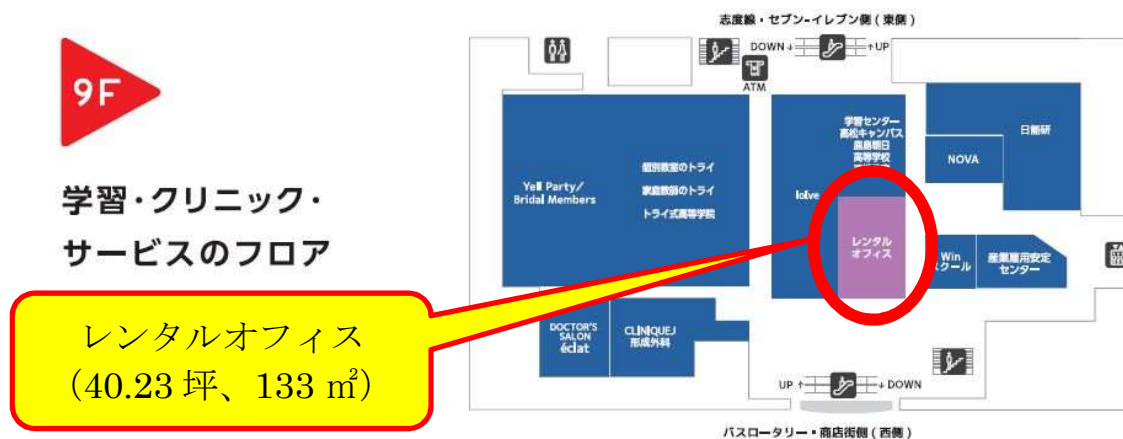 9F
学習・クリニック・
サービスのフロア
レンタルオフィス
(40.23 坪、133 ㎡)
志度線・セブン-イレブン側(東側)
DOWN↓
↑UP
ATM
Yell Party/
Bridal Members
個別教室のトライ
家庭教師のトライ
トライ式高等学院
lolve
学習センター
高松キャンパス
鹿島朝日
高等学校
NOVA
日能研
レンタル
オフィス
Win
スクール
産業雇用安定
センター
DOCTOR'S
SALON
éclat
CLINIQUEJ
形成外科
UP↑
↓DOWN
バスロータリー・商店街側(西側)